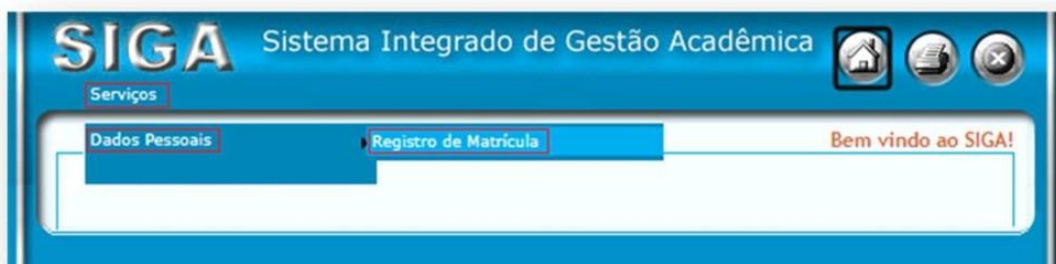 SIGA Sistema Integrado de Gestão Acadêmica
Serviços
Dados Pessoais Registro de Matrícula Bem vindo ao SIGA!